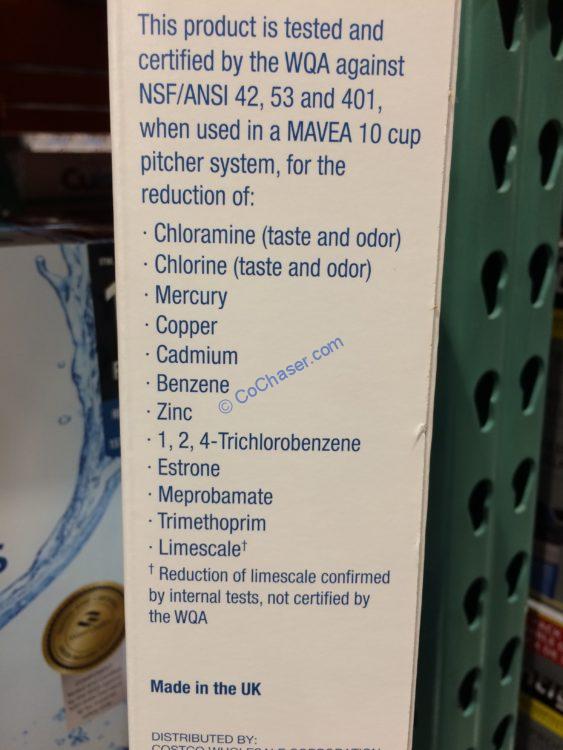 This product is tested and
certified by the WQA against
NSF/ANSI 42, 53 and 401,
when used in a MAVEA 10 cup
pitcher system, for the
reduction of:
· Chloramine (taste and odor)
· Chlorine (taste and odor)
· Mercury
· Copper
· Cadmium
· Benzene
© CoChaser.com
· Zinc
· 1, 2, 4-Trichlorobenzene
· Estrone
· Meprobamate
· Trimethoprim
· Limescale†
† Reduction of limescale confirmed
by internal tests, not certified by
the WQA
Made in the UK
DISTRIBUTED BY:
COSTCO WHOLESALE CORPORATION